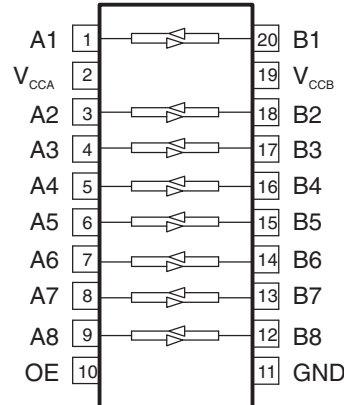 A1 1 20 B1
VCCA 2 19 VCCB
A2 3 18 B2
A3 4 17 B3
A4 5 16 B4
A5 6 15 B5
A6 7 14 B6
A7 8 13 B7
A8 9 12 B8
OE 10 11 GND